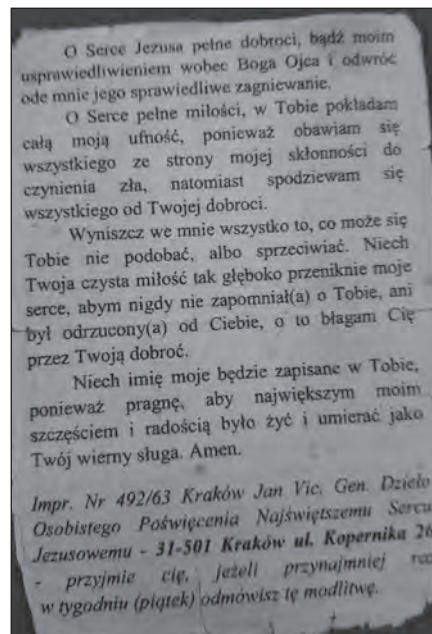 O Serce Jezusa pełne dobroci, bądź moim
usprawiedliwieniem wobec Boga Ojca i odwróć
ode mnie jego sprawiedliwe zagniewanie.
O Serce pełne miłości, w Tobie pokładam
całą moją ufność, ponieważ obawiam się
wszystkiego ze strony mojej skłonności do
czynienia zła, natomiast spodziewam się
wszystkiego od Twojej dobroci.
Wyniszcz we mnie wszystko to, co może się
Tobie nie podobać, albo sprzeciwiać. Niech
Twoja czysta miłość tak głęboko przeniknie moje
serce, abym nigdy nie zapomniał(a) o Tobie, ani
był odrzucony(a) od Ciebie, o to błagam Cię
przez Twoją dobroć.
Niech imię moje będzie zapisane w Tobie,
ponieważ pragnę, aby największym moim
szczęściem i radością było żyć i umierać jako
Twój wierny sługa. Amen.
Impr. Nr 492/63 Kraków Jan Vic. Gen. Dzieło
Osobistego Poświęcenia Najświętszemu Sercu
Jezusowemu - 31-501 Kraków ul. Kopernika 26
- przyjmie cię, jeżeli przynajmniej raz
w tygodniu (piątek) odmówisz tę modlitwę.